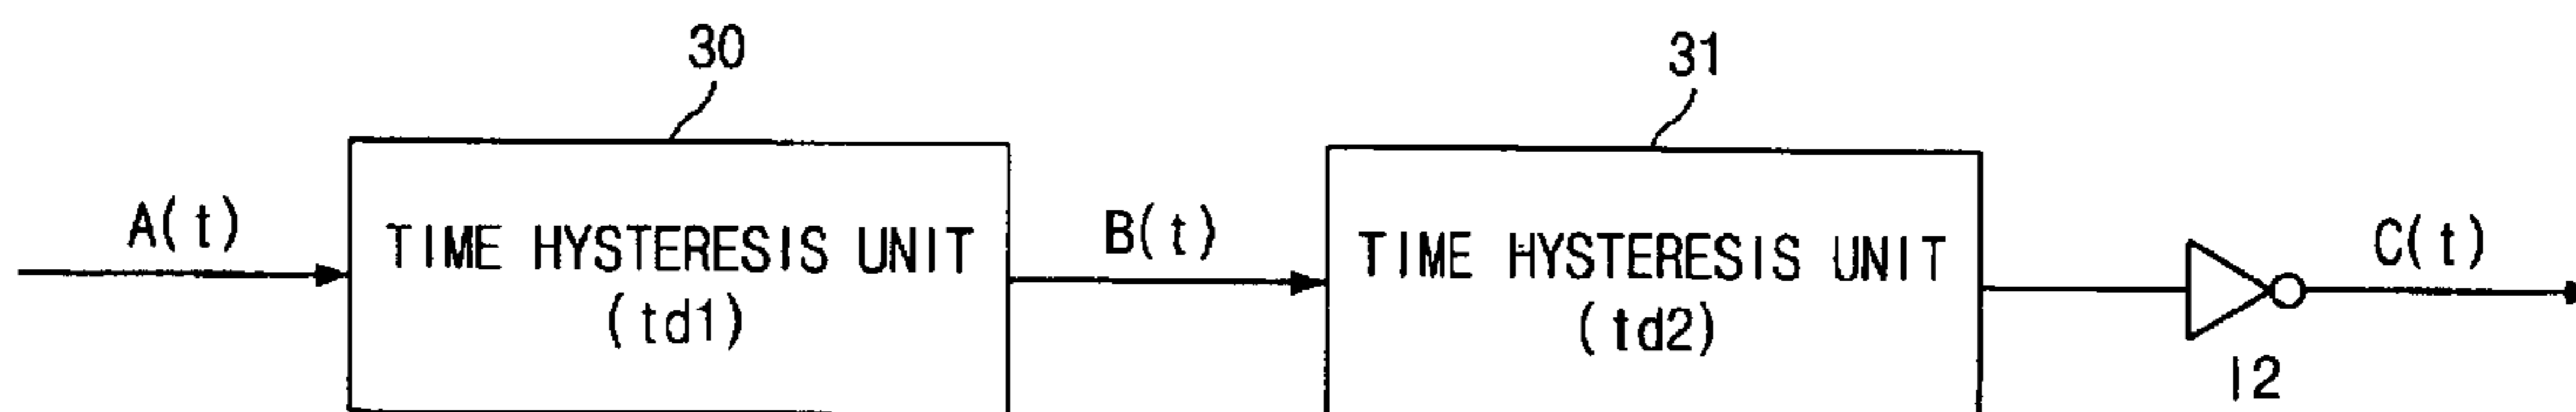 30
31
A(t)
TIME HYSTERESIS UNIT
(td1)
B(t)
TIME HYSTERESIS UNIT
(td2)
C(t)
I2